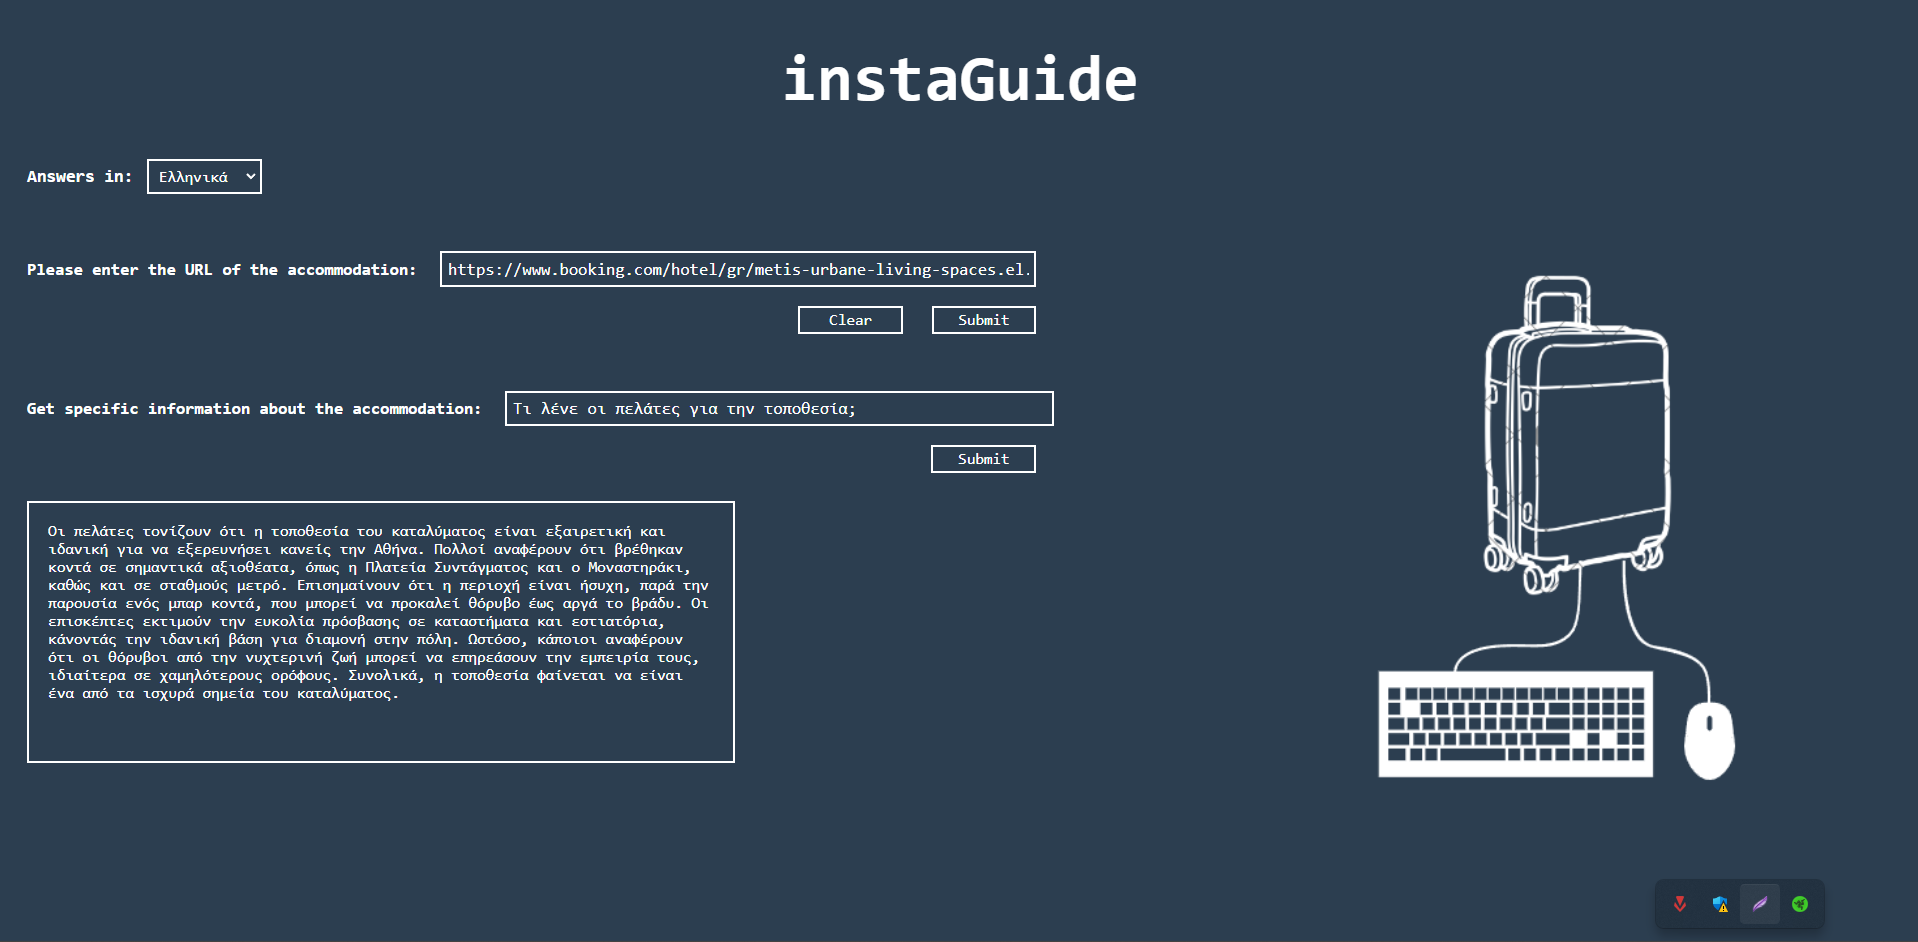 instaGuide
Answers in: Ελληνικά
Please enter the URL of the accommodation: https://www.booking.com/hotel/gr/metis-urbane-living-spaces.el.
Clear Submit
Get specific information about the accommodation: Τι λένε οι πελάτες για την τοποθεσία;
Submit
Οι πελάτες τονίζουν ότι η τοποθεσία του καταλύματος είναι εξαιρετική και
ιδανική για να εξερευνήσει κανείς την Αθήνα. Πολλοί αναφέρουν ότι βρέθηκαν
κοντά σε σημαντικά αξιοθέατα, όπως η Πλατεία Συντάγματος και ο Μοναστηράκι,
καθώς και σε σταθμούς μετρό. Επισημαίνουν ότι η περιοχή είναι ήσυχη, παρά την
παρουσία ενός μπαρ κοντά, που μπορεί να προκαλεί θόρυβο έως αργά το βράδυ. Οι
επισκέπτες εκτιμούν την ευκολία πρόσβασης σε καταστήματα και εστιατόρια,
κάνοντάς την ιδανική βάση για διαμονή στην πόλη. Ωστόσο, κάποιοι αναφέρουν
ότι οι θόρυβοι από την νυχτερινή ζωή μπορεί να επηρεάσουν την εμπειρία τους,
ιδιαίτερα σε χαμηλότερους ορόφους. Συνολικά, η τοποθεσία φαίνεται να είναι
ένα από τα ισχυρά σημεία του καταλύματος.